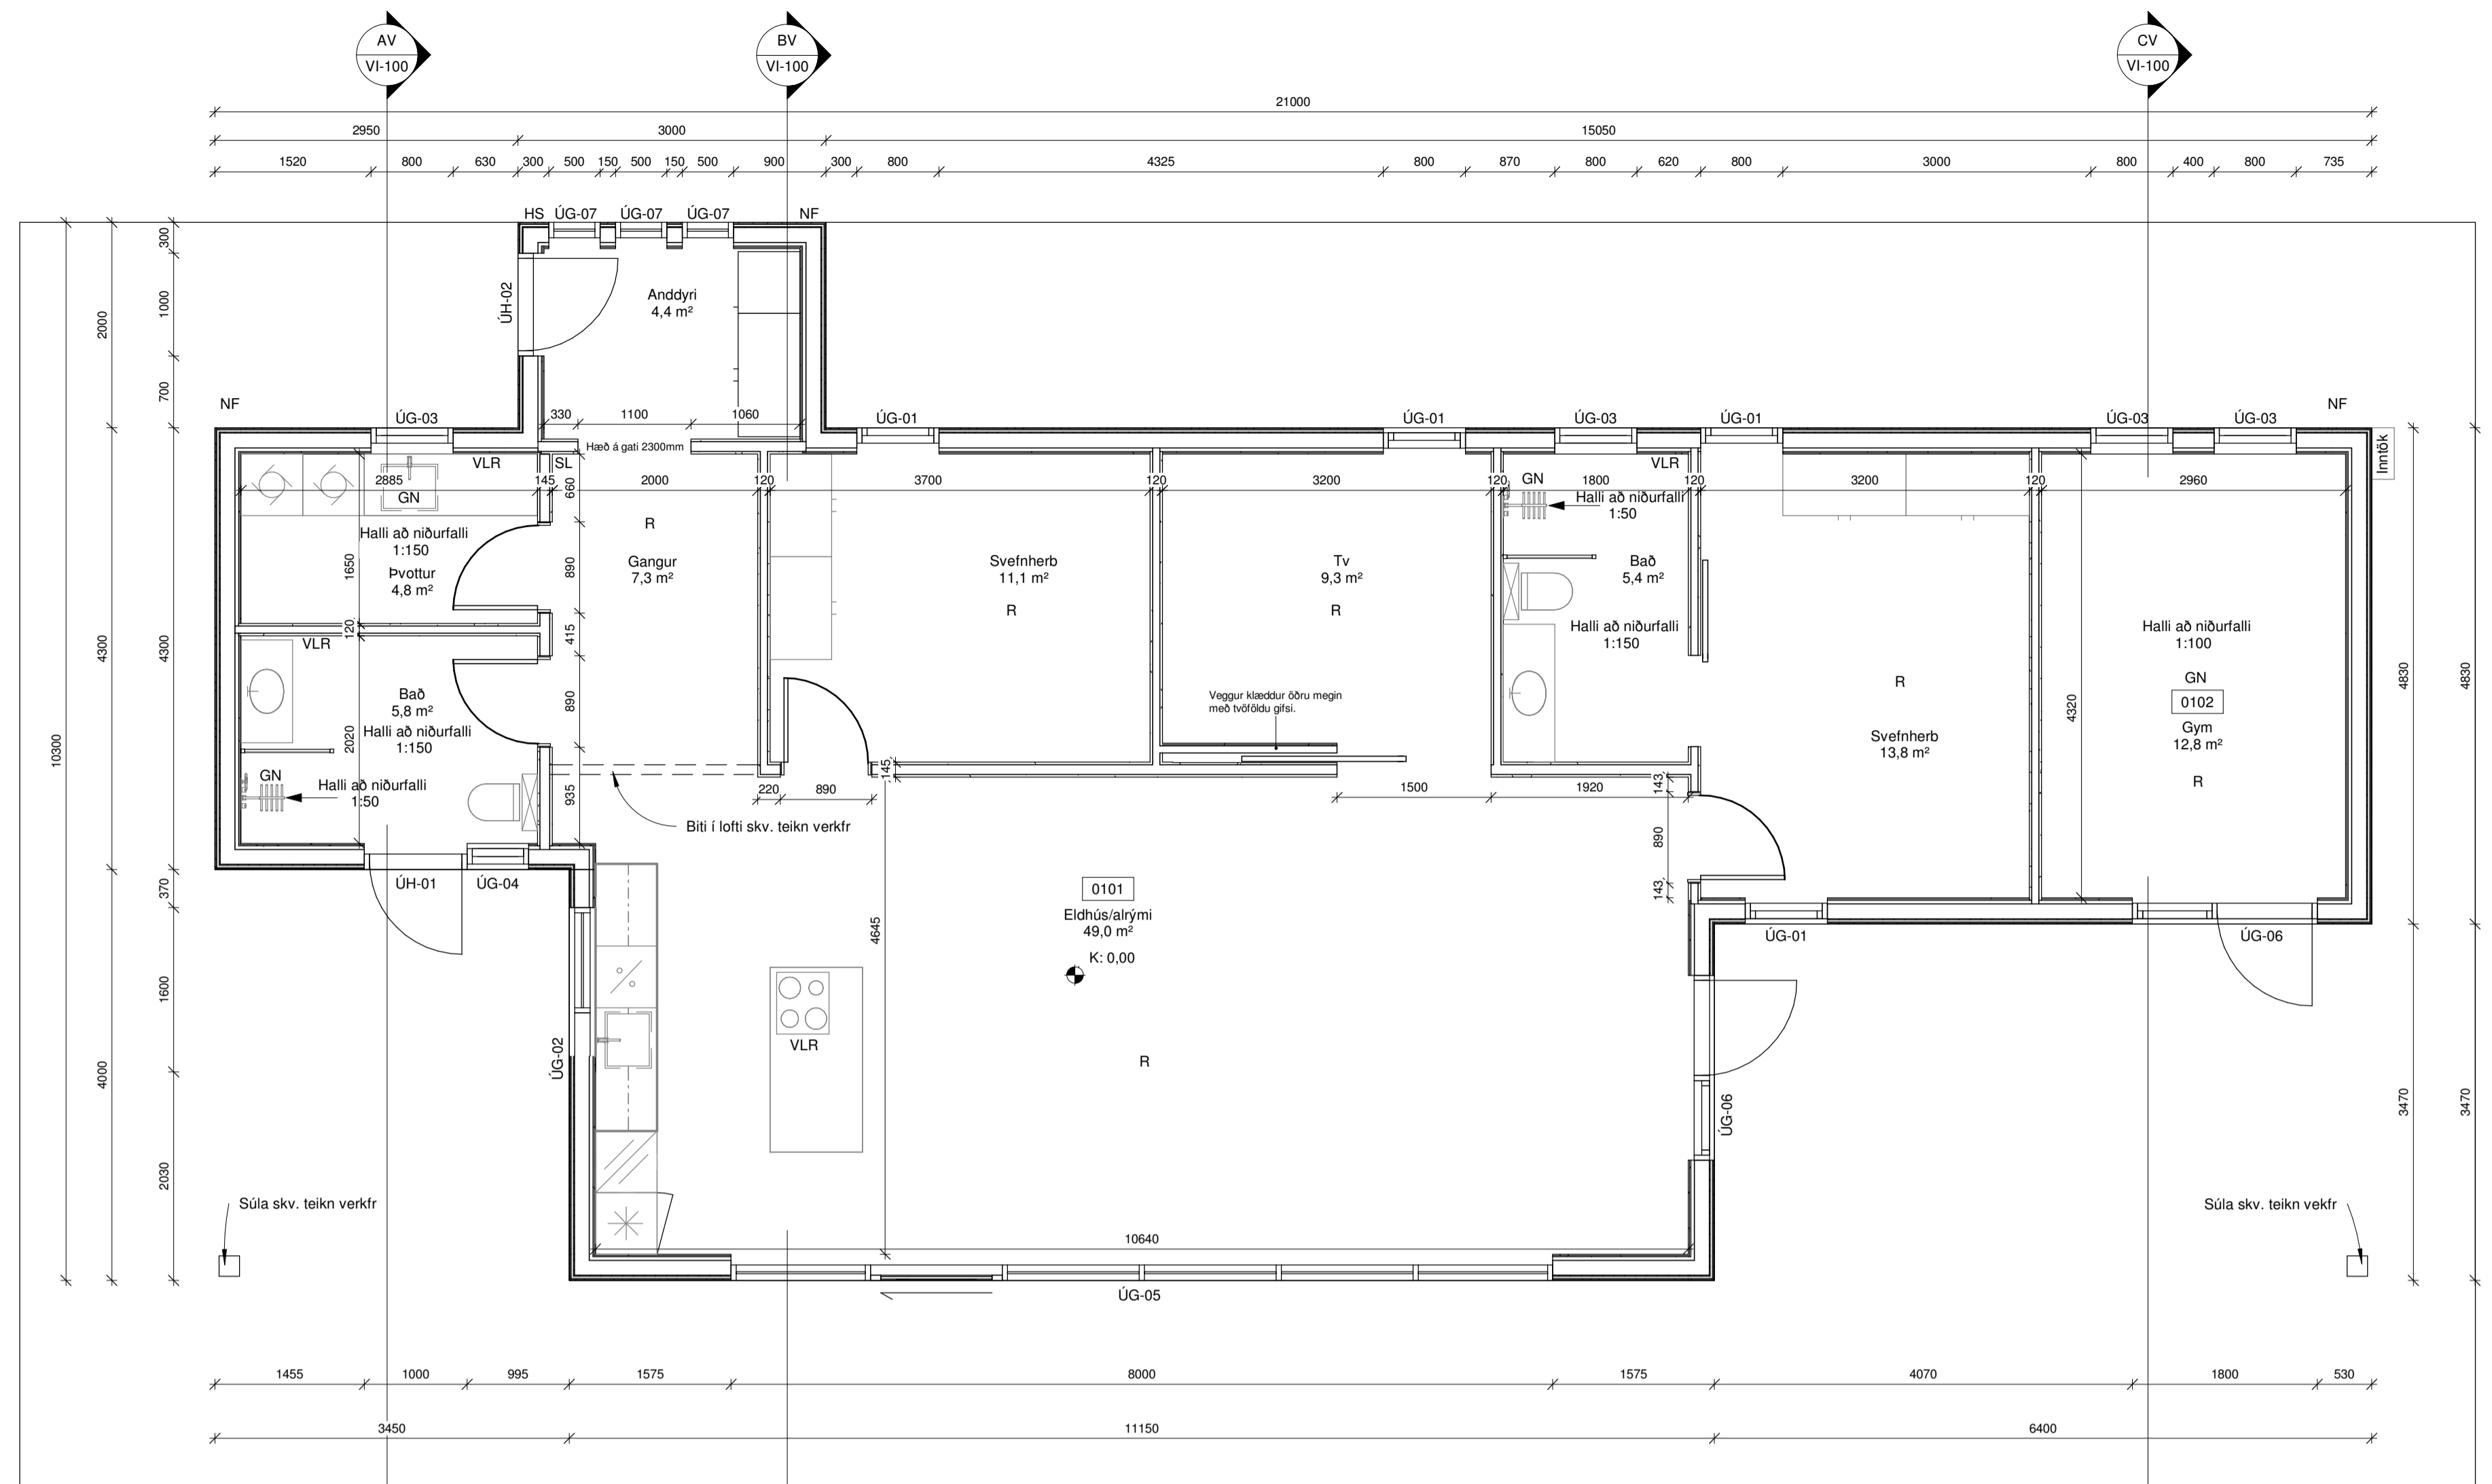 AV
VI-100
BV
VI-100
CV
VI-100
21000
2950
3000
15050
1520
800
630
300
500
150
500
150
500
900
300
800
4325
800
870
800
620
800
3000
800
400
800
735
HS
ÚG-07
ÚG-07
ÚG-07
NF
300
1000
700
2000
ÚH-02
Anddyri
4,4 m²
NF
ÚG-03
330
1100
1060
ÚG-01
ÚG-01
ÚG-03
ÚG-01
ÚG-03
ÚG-03
NF
Inntök
Hæð á gati 2300mm
VLR
SL
VLR
2885
145
660
2000
120
3700
120
3200
120
1800
120
3200
120
2960
GN
GN
Halli að niðurfalli
1:50
R
Halli að niðurfalli
1:150
Þvottur
4,8 m²
1650
890
Gangur
7,3 m²
Svefnherb
11,1 m²
R
Tv
9,3 m²
R
Bað
5,4 m²
Halli að niðurfalli
1:150
Halli að niðurfalli
1:100
GN
0102
Gym
12,8 m²
R
4320
R
Svefnherb
13,8 m²
120
VLR
415
4300
4300
10300
4830
4830
Bað
5,8 m²
Halli að niðurfalli
1:150
2020
890
Veggur klæddur öðru megin
með tvöföldu gifsi.
GN
Halli að niðurfalli
1:50
935
220
890
145
1500
1920
143
890
143
Biti í lofti skv. teikn verkfr
370
ÚH-01
ÚG-04
0101
Eldhús/alrými
49,0 m²
K: 0,00
4645
ÚG-01
ÚG-06
1600
4000
ÚG-02
VLR
R
ÚG-06
3470
3470
2030
Súla skv. teikn verkfr
Súla skv. teikn vekfr
10640
ÚG-05
1455
1000
995
1575
8000
1575
4070
1800
530
3450
11150
6400